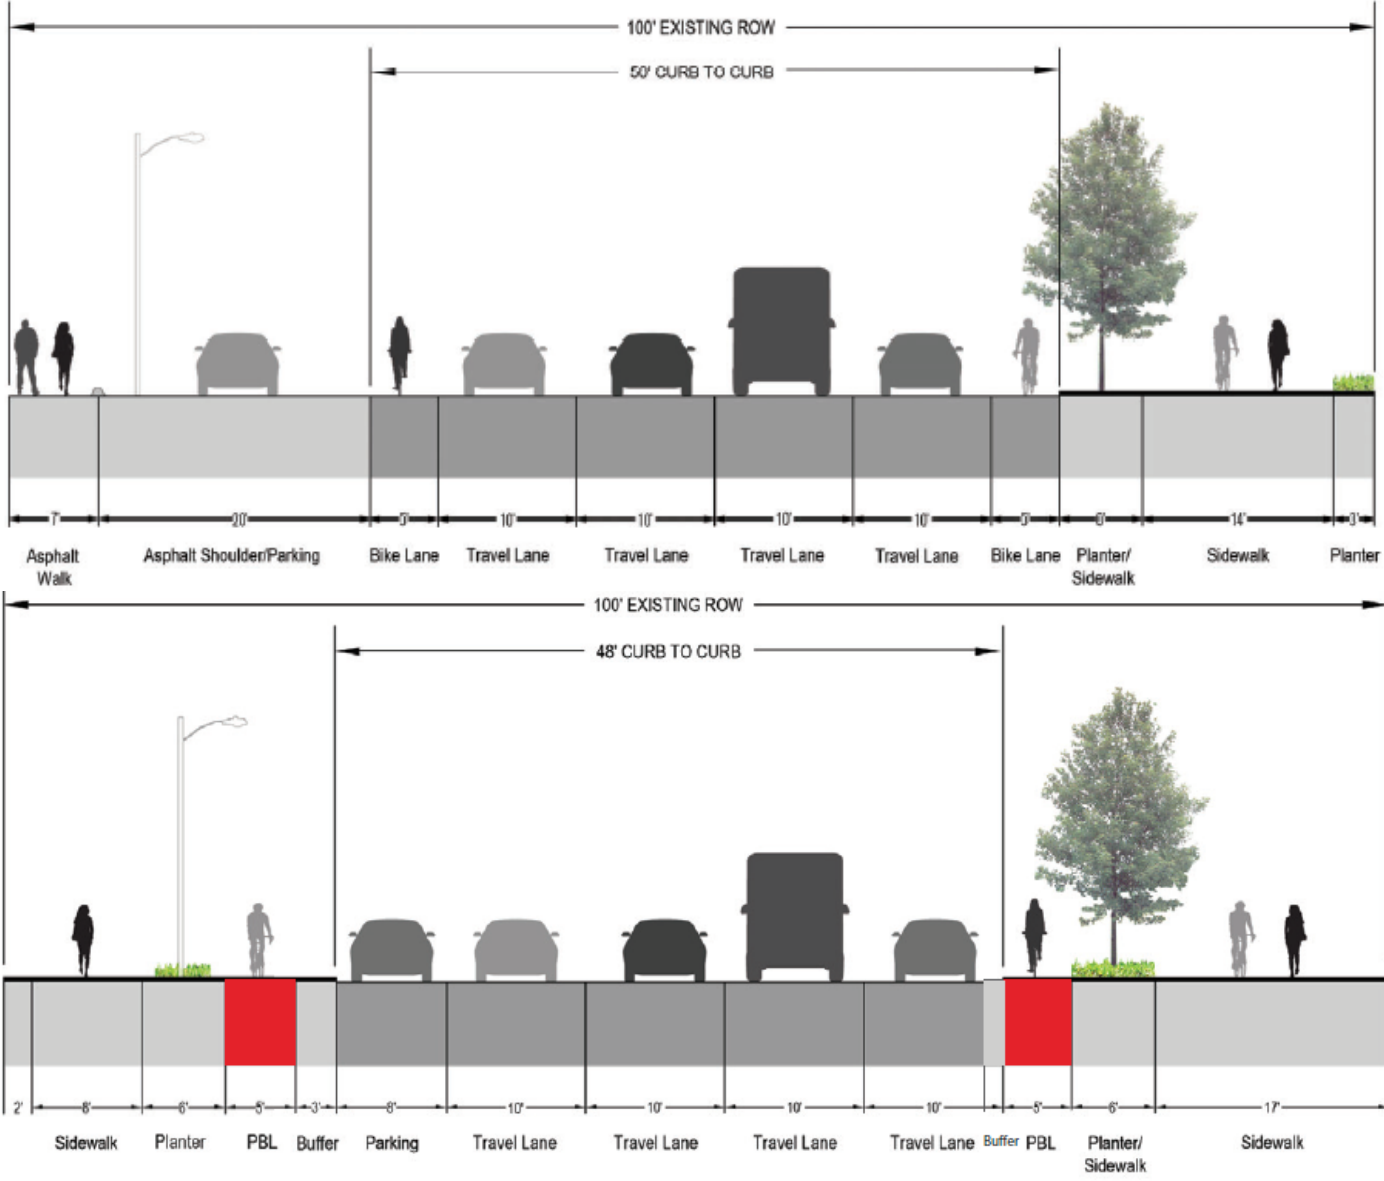 100' EXISTING ROW
50' CURB TO CURB
7' 20' 5' 10' 10' 10' 10' 5' 6' 14' 3'
Asphalt Walk Asphalt Shoulder/Parking Bike Lane Travel Lane Travel Lane Travel Lane Travel Lane Bike Lane Planter/ Sidewalk Sidewalk Planter
100' EXISTING ROW
48' CURB TO CURB
2' 8' 6' 5' 3' 8' 10' 10' 10' 10' 5' 6' 17'
Sidewalk Planter PBL Buffer Parking Travel Lane Travel Lane Travel Lane Travel Lane Buffer PBL Planter/ Sidewalk Sidewalk